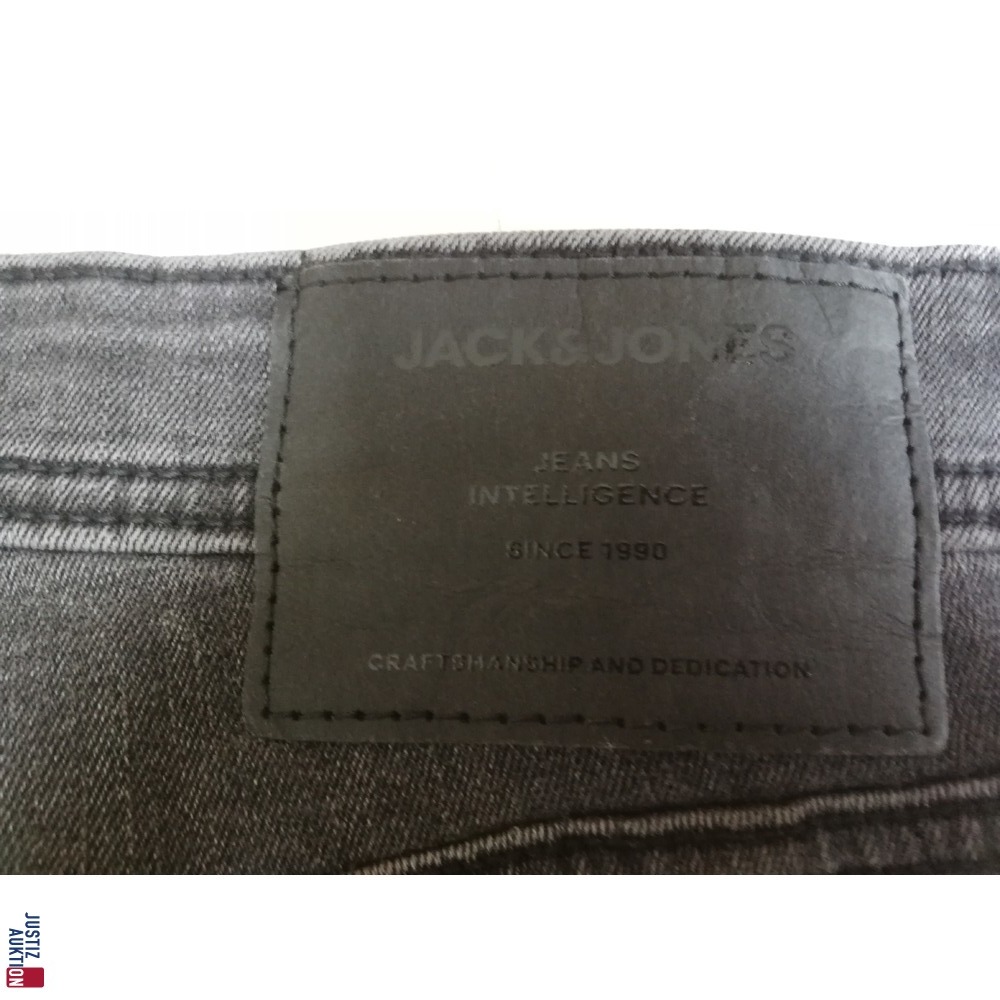 JACK & JONES
JEANS
INTELLIGENCE
SINCE 1990
CRAFTSMANSHIP AND DEDICATION
JUSTIZ
AUKTION